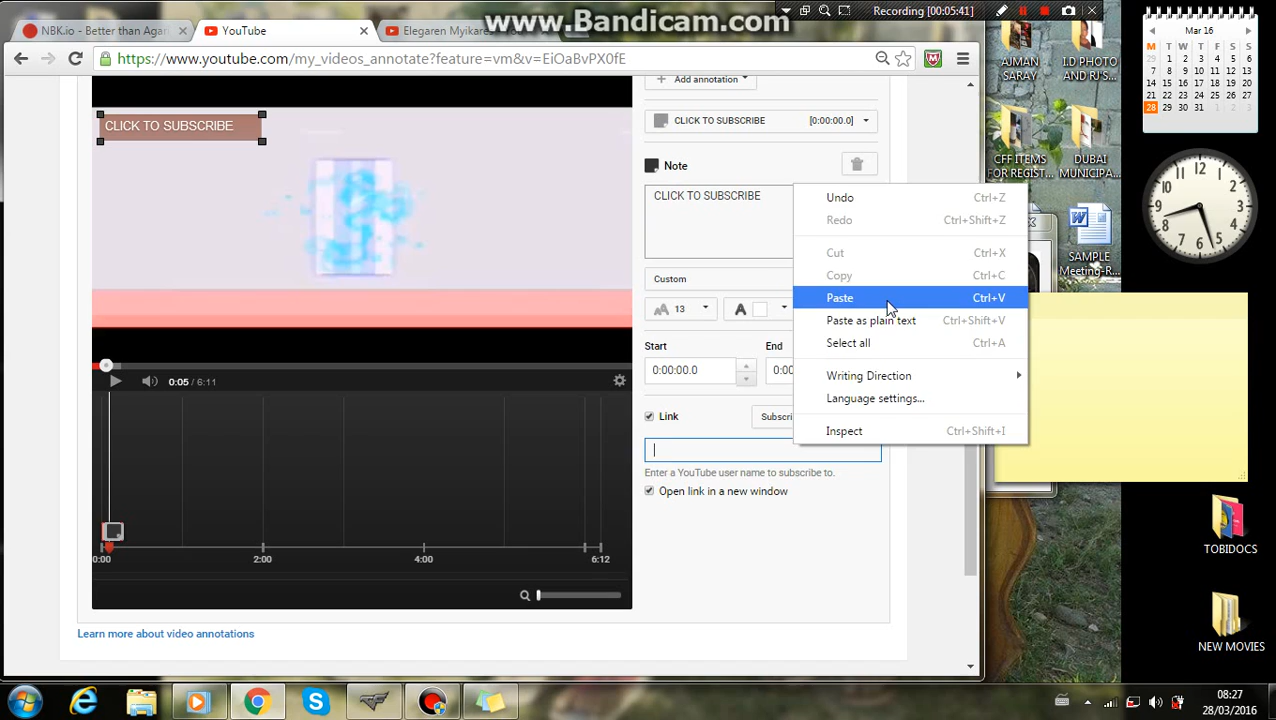 www.Bandicam.com
Recording [00:05:41]
NBK.io - Better than Agar
YouTube
Elegaren Myikare
https://www.youtube.com/my_videos_annotate?feature=vm&v=EiOaBvPX0fE
Add annotation
CLICK TO SUBSCRIBE
CLICK TO SUBSCRIBE [0:00:00.0]
Note
CLICK TO SUBSCRIBE
Custom
13
A
Start
End
0:00:00.0
0:00
Link
Subscri
Enter a YouTube user name to subscribe to.
Open link in a new window
Undo Ctrl+Z
Redo Ctrl+Shift+Z
Cut Ctrl+X
Copy Ctrl+C
Paste Ctrl+V
Paste as plain text Ctrl+Shift+V
Select all Ctrl+A
Writing Direction
Language settings...
Inspect Ctrl+Shift+I
0:05 / 6:11
0:00 2:00 4:00 6:12
Learn more about video annotations
AJMAN SARAY
I.D PHOTO AND RJ'S...
CFF ITEMS FOR REGIST...
DUBAI MUNICIPA...
SAMPLE Meeting-R...
TOBIDOCS
NEW MOVIES
Mar 16
M T W T F S S
29 1 2 3 4 5 6
7 8 9 10 11 12 13
14 15 16 17 18 19 20
21 22 23 24 25 26 27
28 29 30 31 1 2 3
08:27
28/03/2016